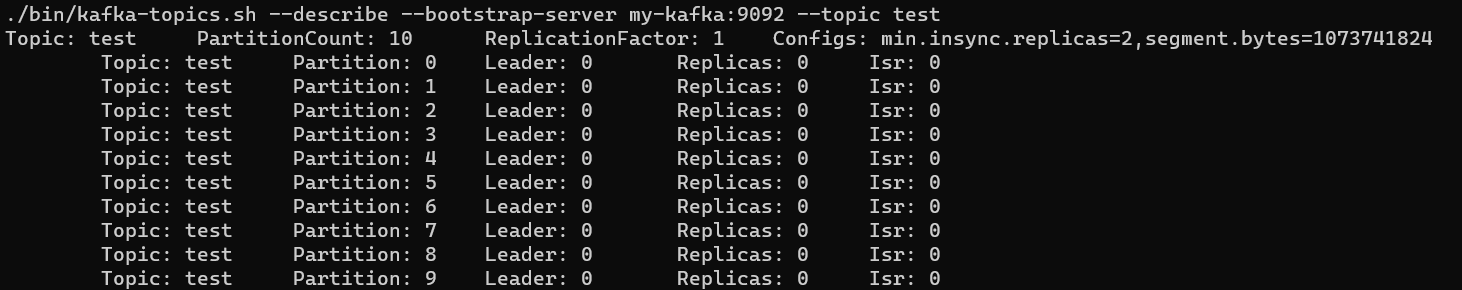 ./bin/kafka-topics.sh --describe --bootstrap-server my-kafka:9092 --topic test
Topic: test PartitionCount: 10 ReplicationFactor: 1 Configs: min.insync.replicas=2,segment.bytes=1073741824
Topic: test Partition: 0 Leader: 0 Replicas: 0 Isr: 0
Topic: test Partition: 1 Leader: 0 Replicas: 0 Isr: 0
Topic: test Partition: 2 Leader: 0 Replicas: 0 Isr: 0
Topic: test Partition: 3 Leader: 0 Replicas: 0 Isr: 0
Topic: test Partition: 4 Leader: 0 Replicas: 0 Isr: 0
Topic: test Partition: 5 Leader: 0 Replicas: 0 Isr: 0
Topic: test Partition: 6 Leader: 0 Replicas: 0 Isr: 0
Topic: test Partition: 7 Leader: 0 Replicas: 0 Isr: 0
Topic: test Partition: 8 Leader: 0 Replicas: 0 Isr: 0
Topic: test Partition: 9 Leader: 0 Replicas: 0 Isr: 0